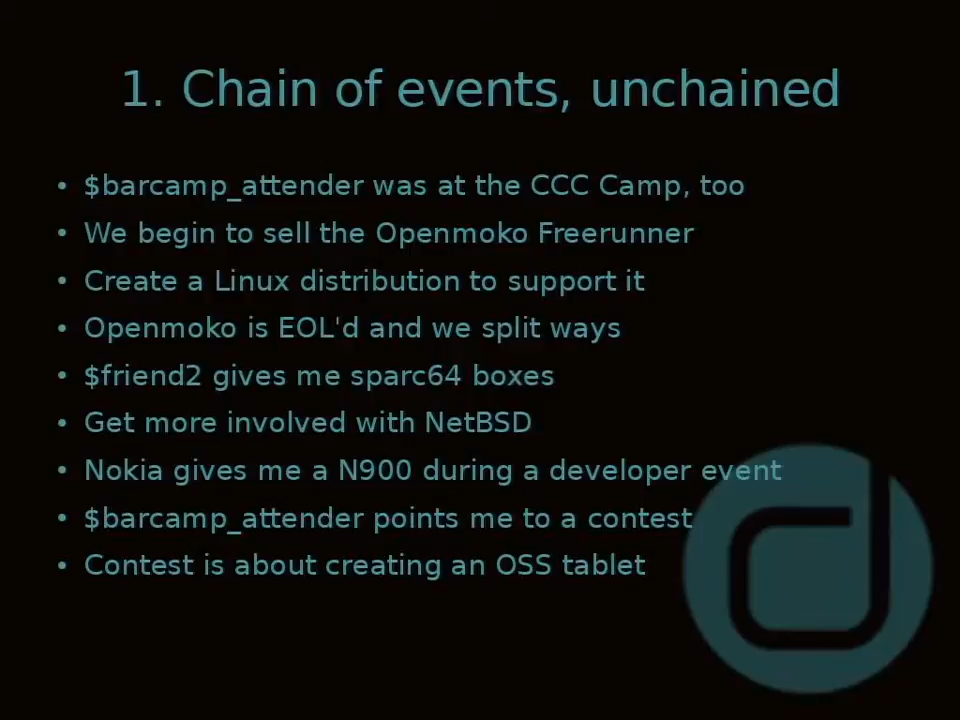 1. Chain of events, unchained
• $barcamp_attender was at the CCC Camp, too
• We begin to sell the Openmoko Freerunner
• Create a Linux distribution to support it
• Openmoko is EOL'd and we split ways
• $friend2 gives me sparc64 boxes
• Get more involved with NetBSD
• Nokia gives me a N900 during a developer event
• $barcamp_attender points me to a contest
• Contest is about creating an OSS tablet